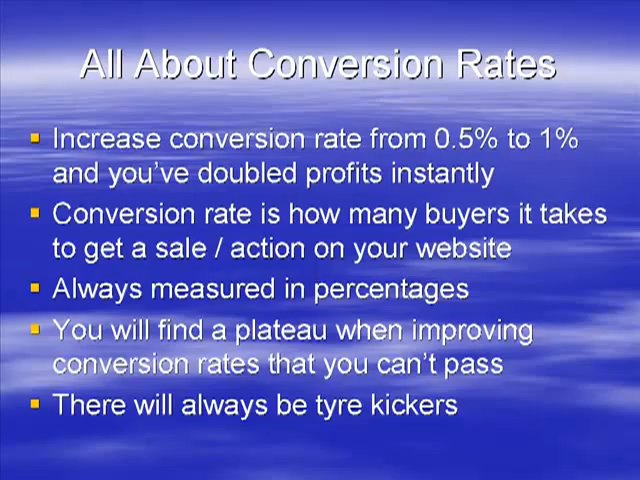 All About Conversion Rates
Increase conversion rate from 0.5% to 1%
and you've doubled profits instantly
Conversion rate is how many buyers it takes
to get a sale / action on your website
Always measured in percentages
You will find a plateau when improving
conversion rates that you can't pass
There will always be tyre kickers